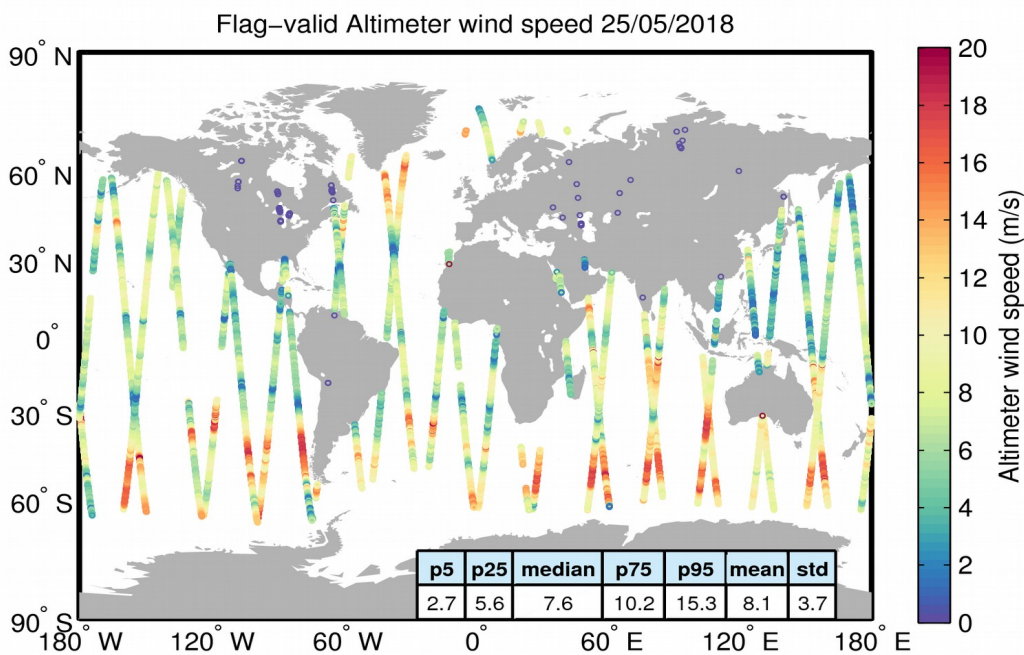 Flag−valid Altimeter wind speed 25/05/2018
90° N
60° N
30° N
0°
30° S
60° S
90° S
180° W
120° W
60° W
0°
60° E
120° E
180° E
p5 p25 median p75 p95 mean std
2.7 5.6 7.6 10.2 15.3 8.1 3.7
20
18
16
14
12
10
8
6
4
2
0
Altimeter wind speed (m/s)